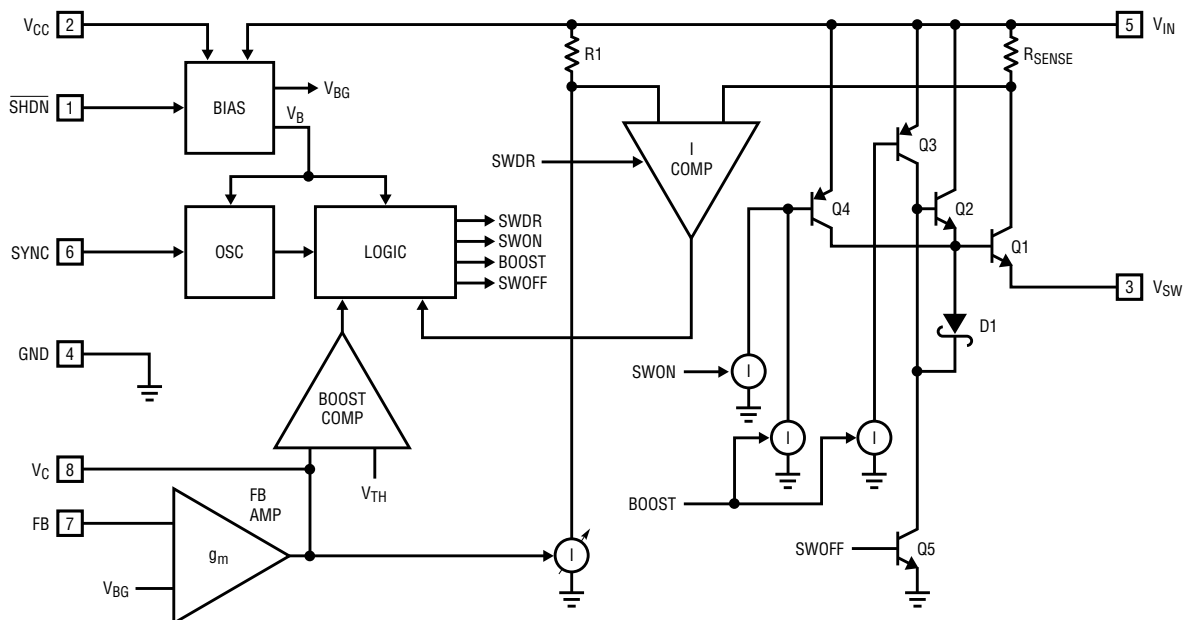 VCC 2
5 VIN
R1
RSENSE
SHDN 1
BIAS
VBG
VB
I
COMP
SWDR
Q3
Q4
Q2
Q1
SYNC 6
OSC
LOGIC
SWDR
SWON
BOOST
SWOFF
3 VSW
D1
GND 4
SWON
I
BOOST
COMP
I
I
VC 8
VTH
FB
AMP
BOOST
FB 7
gm
I
SWOFF
Q5
VBG